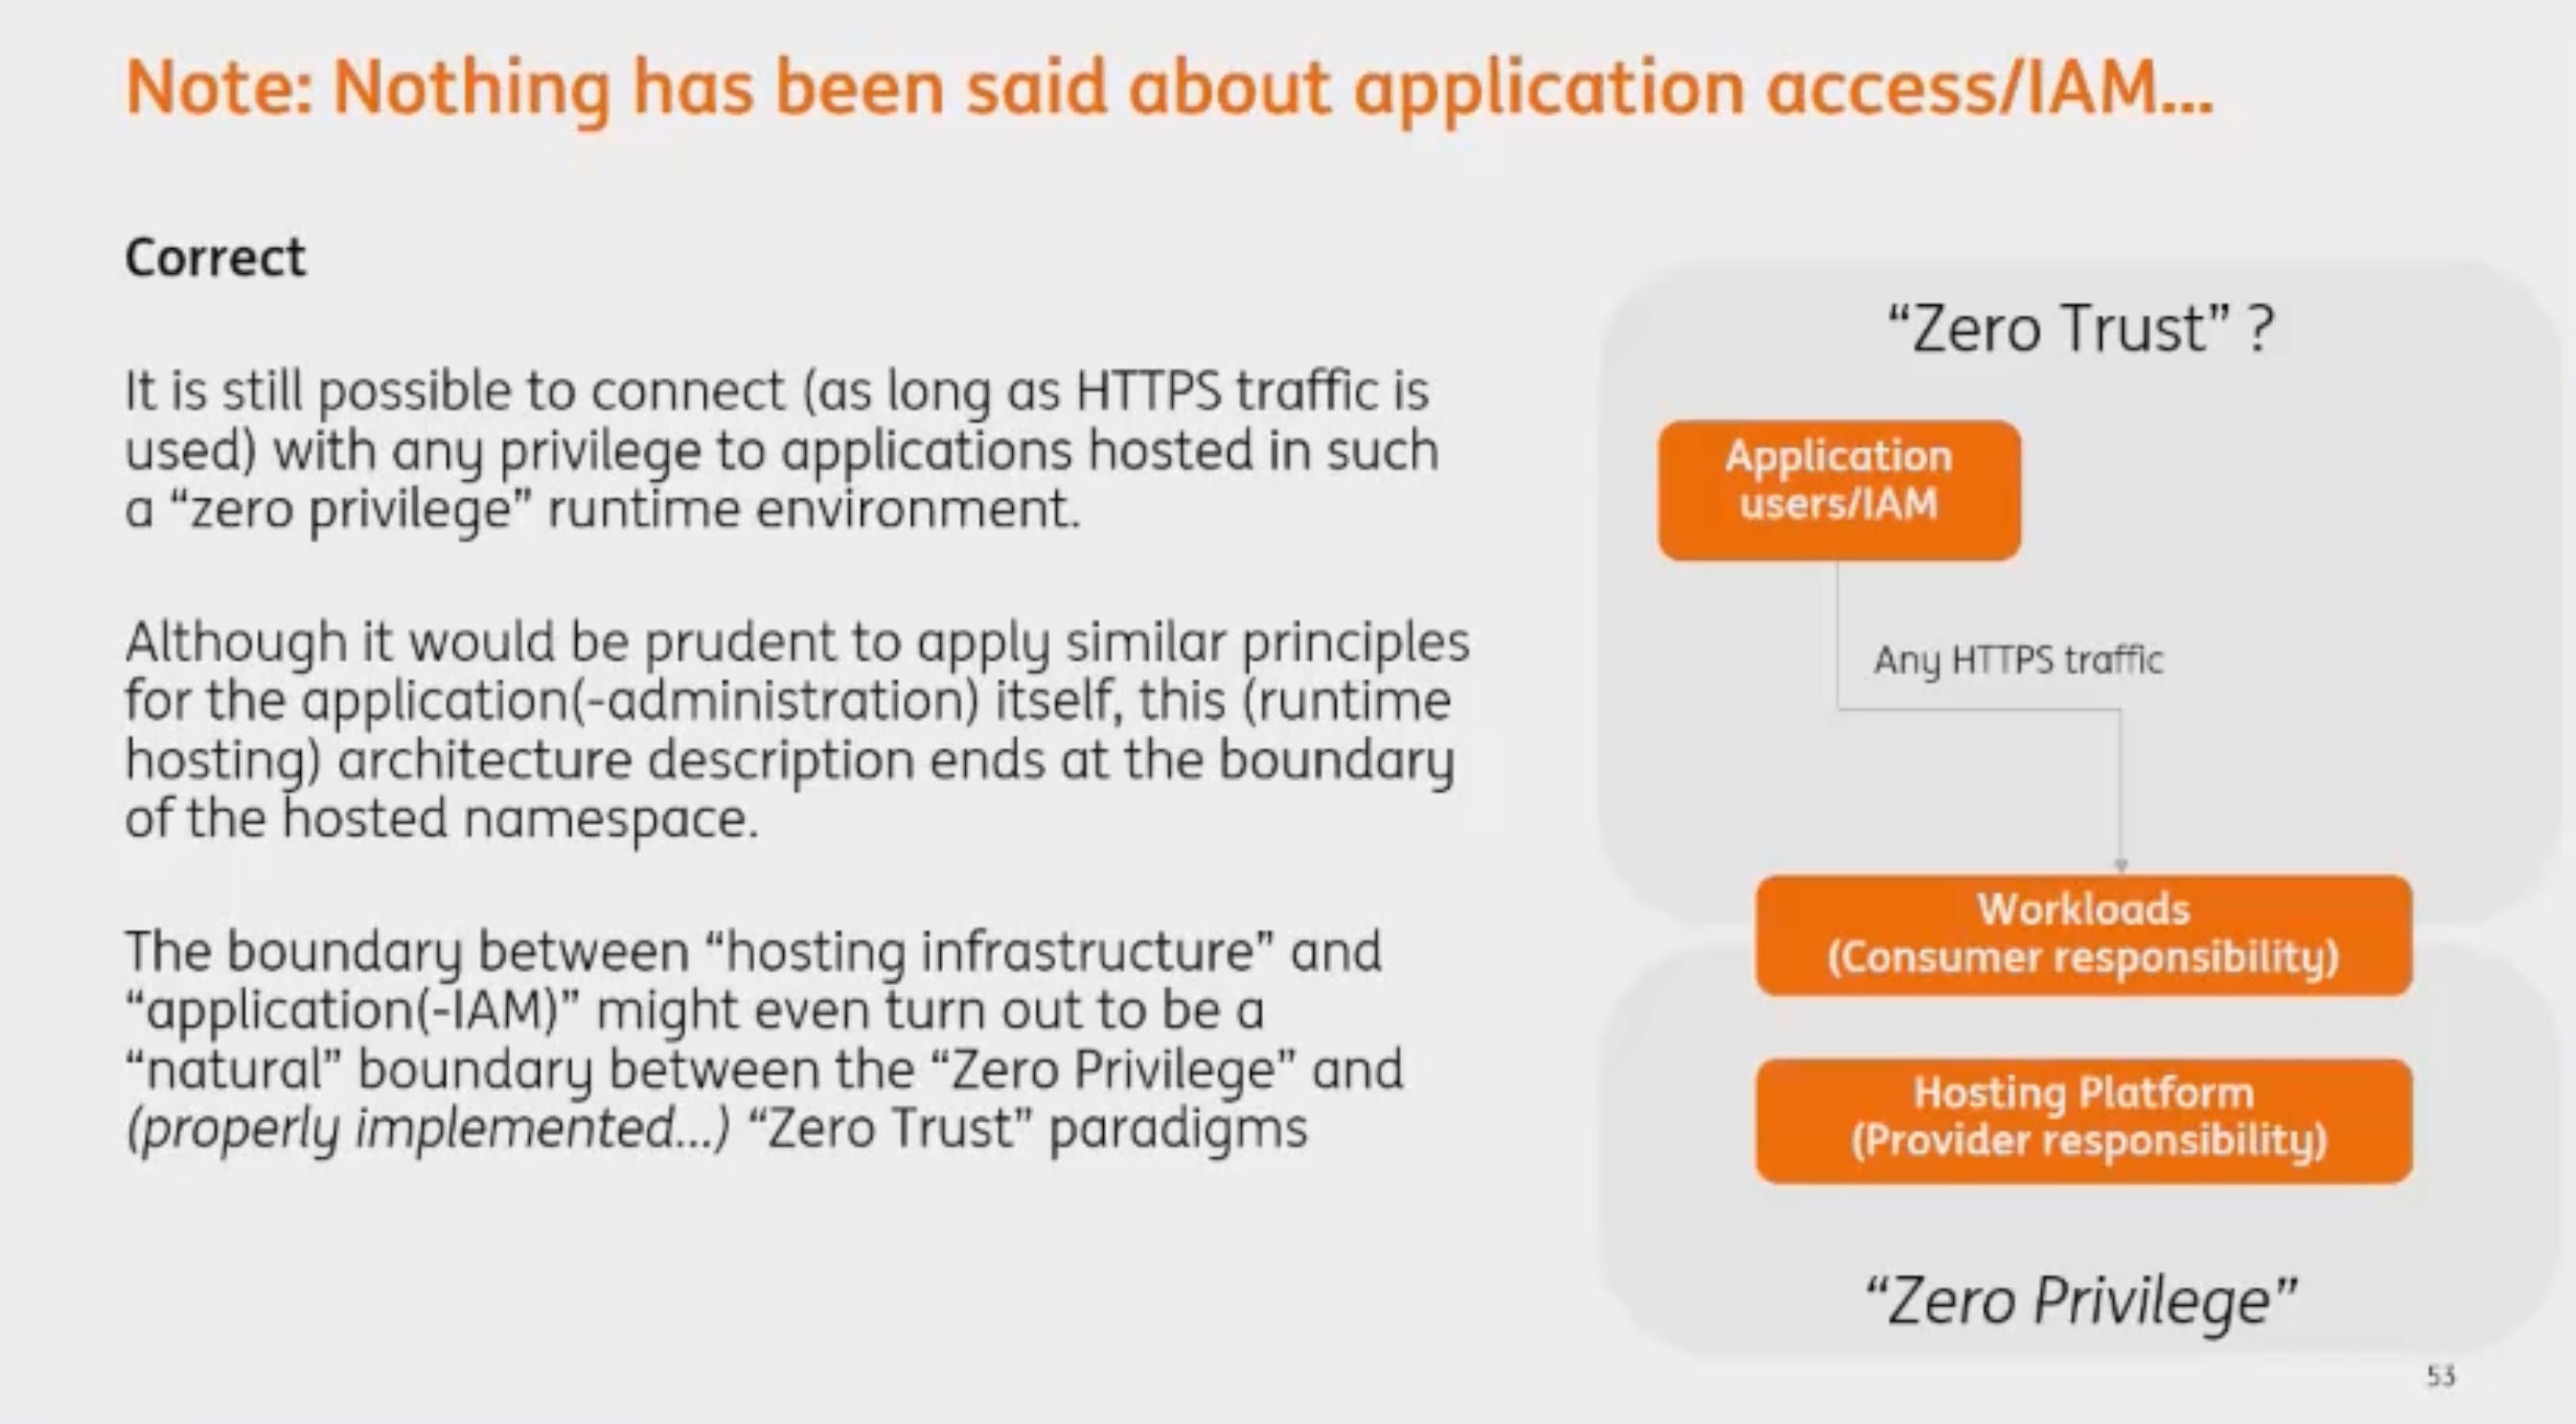 Note: Nothing has been said about application access/IAM...
Correct
It is still possible to connect (as long as HTTPS traffic is
used) with any privilege to applications hosted in such
a “zero privilege” runtime environment.
Although it would be prudent to apply similar principles
for the application(-administration) itself, this (runtime
hosting) architecture description ends at the boundary
of the hosted namespace.
The boundary between “hosting infrastructure” and
“application(-IAM)” might even turn out to be a
“natural” boundary between the “Zero Privilege” and
(properly implemented...) “Zero Trust” paradigms
“Zero Trust” ?
Application
users/IAM
Any HTTPS traffic
Workloads
(Consumer responsibility)
Hosting Platform
(Provider responsibility)
“Zero Privilege”
53